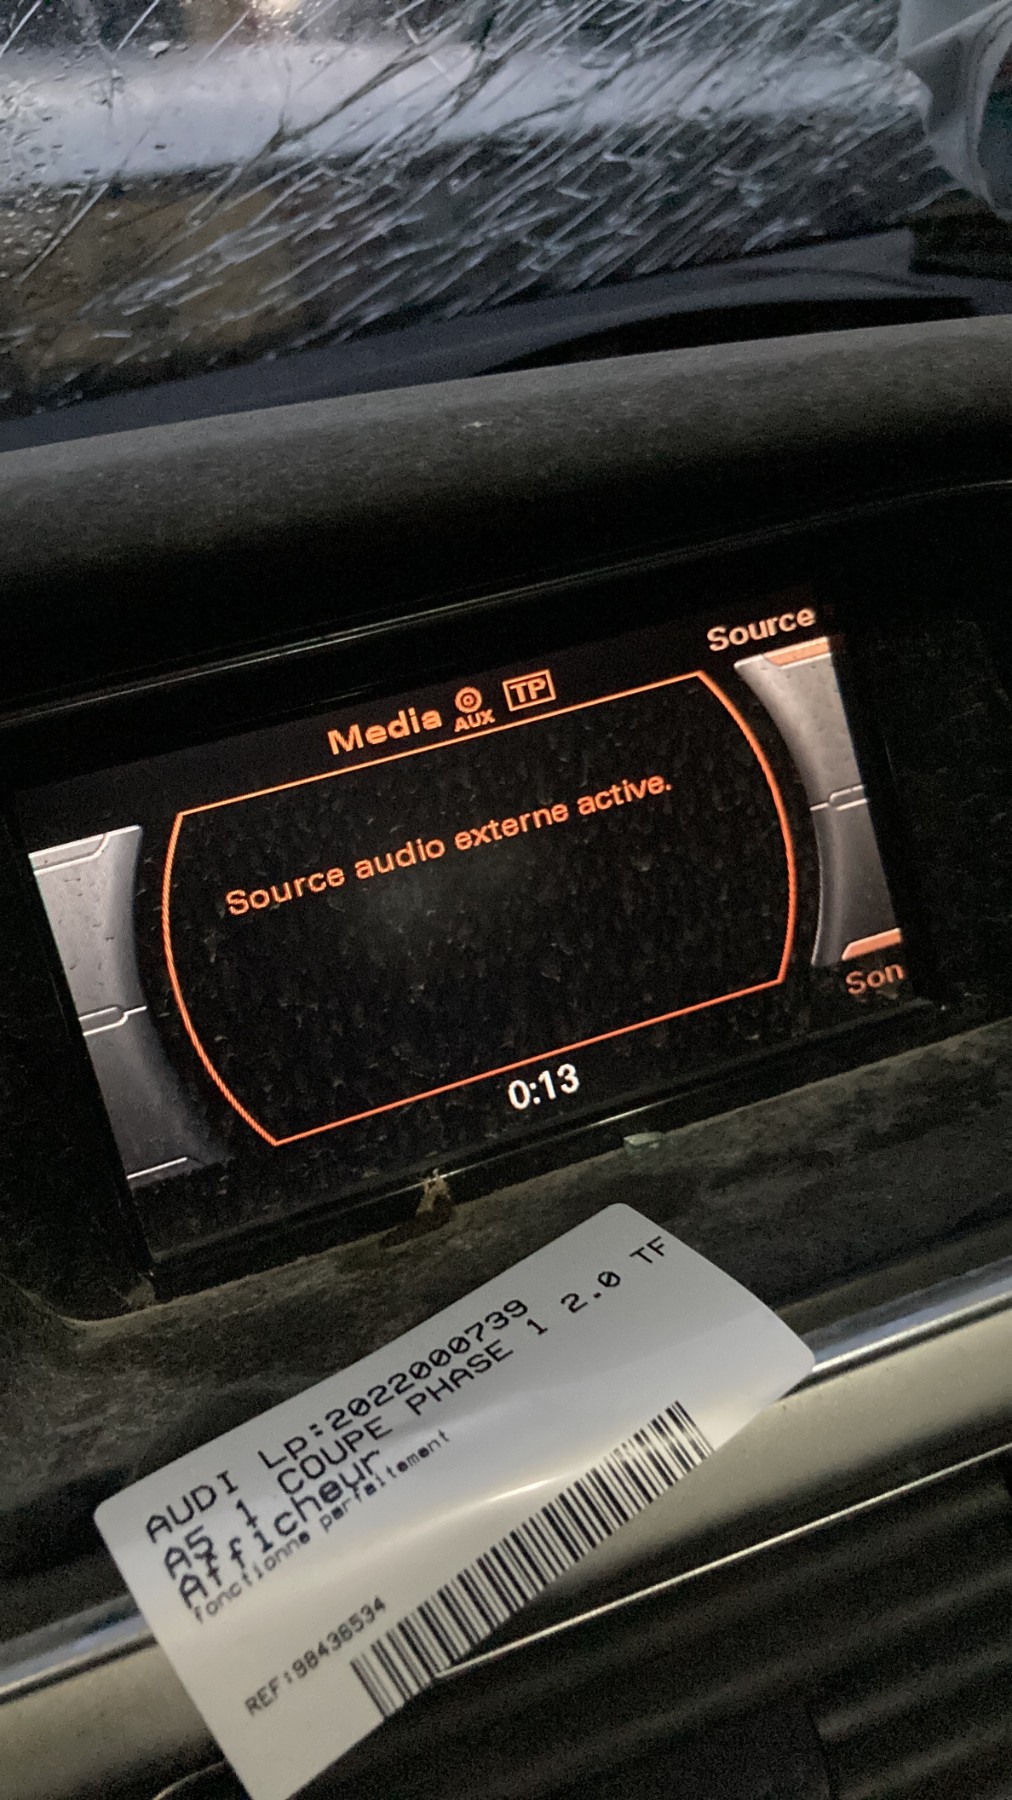 Source
Media AUX TP
Source audio externe active.
Son
0:13
AUDI LP:2022000739
A5 1 COUPE PHASE 1 2.0 TF
Afficheur
fonctionne parfaitement
REF:98436534